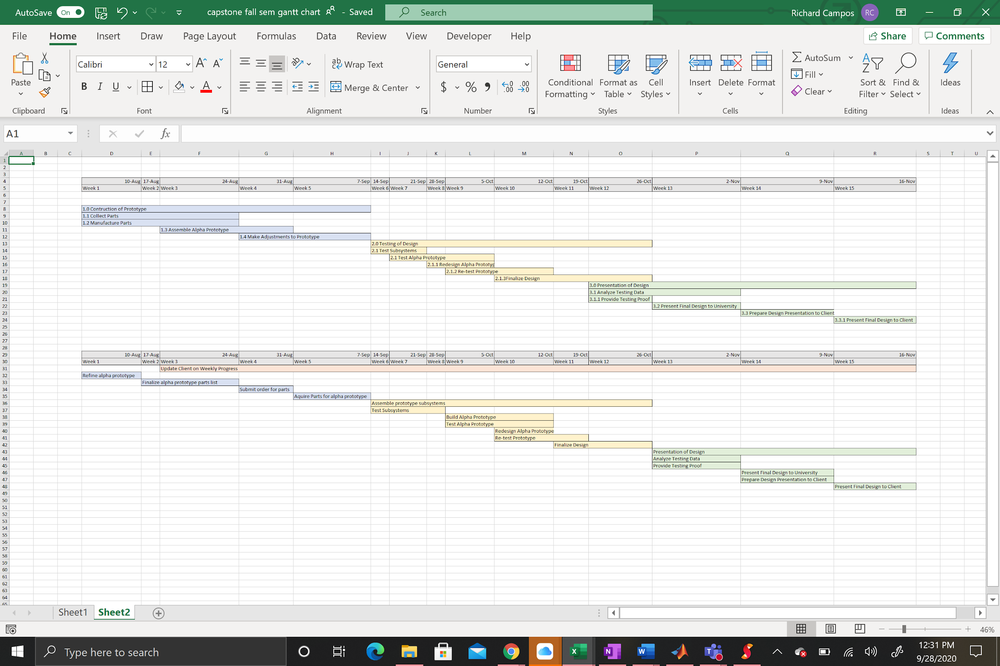 AutoSave On capstone fall sem gantt chart - Saved Search Richard Campos RC
File Home Insert Draw Page Layout Formulas Data Review View Developer Help Share Comments
Calibri 12 Wrap Text General AutoSum
Paste B I U Merge & Center $ % Conditional Formatting Format as Table Cell Styles Insert Delete Format Fill Clear Sort & Filter Find & Select Ideas
Clipboard Font Alignment Number Styles Cells Editing Ideas
A1 fx
A B C D E F G H I J K L M N O P Q R S T U
1
2
3
4 10-Aug 17-Aug 24-Aug 31-Aug 7-Sep 14-Sep 21-Sep 28-Sep 5-Oct 12-Oct 19-Oct 26-Oct 2-Nov 9-Nov 16-Nov
5 Week 1 Week 2 Week 3 Week 4 Week 5 Week 6 Week 7 Week 8 Week 9 Week 10 Week 11 Week 12 Week 13 Week 14 Week 15
6
7
8 1.0 Contruction of Prototype
9 1.1 Collect Parts
10 1.2 Manufacture Parts
11 1.3 Assemble Alpha Prototype
12 1.4 Make Adjustments to Prototype
13 2.0 Testing of Design
14 2.1 Test Subsystems
15 2.1 Test Alpha Prototype
16 2.1.1 Redesign Alpha Prototyp
17 2.1.2 Re-test Prototype
18 2.1.3Finalize Design
19 3.0 Presentation of Design
20 3.1 Analyze Testing Data
21 3.1.1 Provide Testing Proof
22 3.2 Present Final Design to University
23 3.3 Prepare Design Presentation to Client
24 3.3.1 Present Final Design to Client
25
26
27
28
29 10-Aug 17-Aug 24-Aug 31-Aug 7-Sep 14-Sep 21-Sep 28-Sep 5-Oct 12-Oct 19-Oct 26-Oct 2-Nov 9-Nov 16-Nov
30 Week 1 Week 2 Week 3 Week 4 Week 5 Week 6 Week 7 Week 8 Week 9 Week 10 Week 11 Week 12 Week 13 Week 14 Week 15
31 Update Client on Weekly Progress
32 Refine alpha prototype
33 Finalize alpha prototype parts list
34 Submit order for parts
35 Aquire Parts for alpha prototype
36 Assemble prototype subsystems
37 Test Subsystems
38 Build Alpha Prototype
39 Test Alpha Prototype
40 Redesign Alpha Prototype
41 Re-test Prototype
42 Finalize Design
43 Presentation of Design
44 Analyze Testing Data
45 Provide Testing Proof
46 Present Final Design to University
47 Prepare Design Presentation to Client
48 Present Final Design to Client
49
50
51
52
53
54
55
56
57
58
59
60
61
62
63
64
65
Sheet1 Sheet2
46%
Type here to search 12:31 PM
9/28/2020